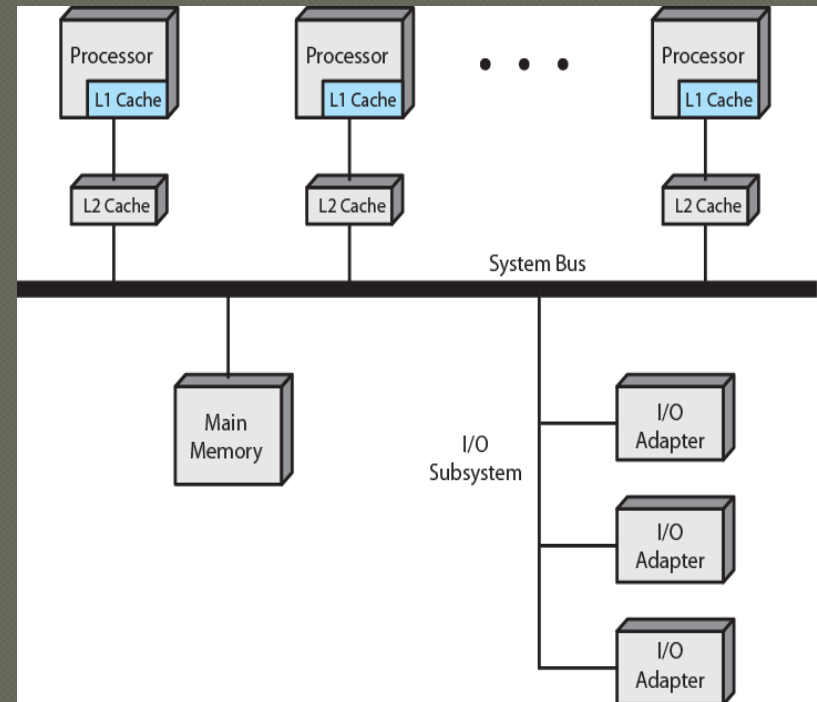 Processor
L1 Cache
Processor
L1 Cache
Processor
L1 Cache
L2 Cache
L2 Cache
L2 Cache
System Bus
Main
Memory
I/O
Subsystem
I/O
Adapter
I/O
Adapter
I/O
Adapter